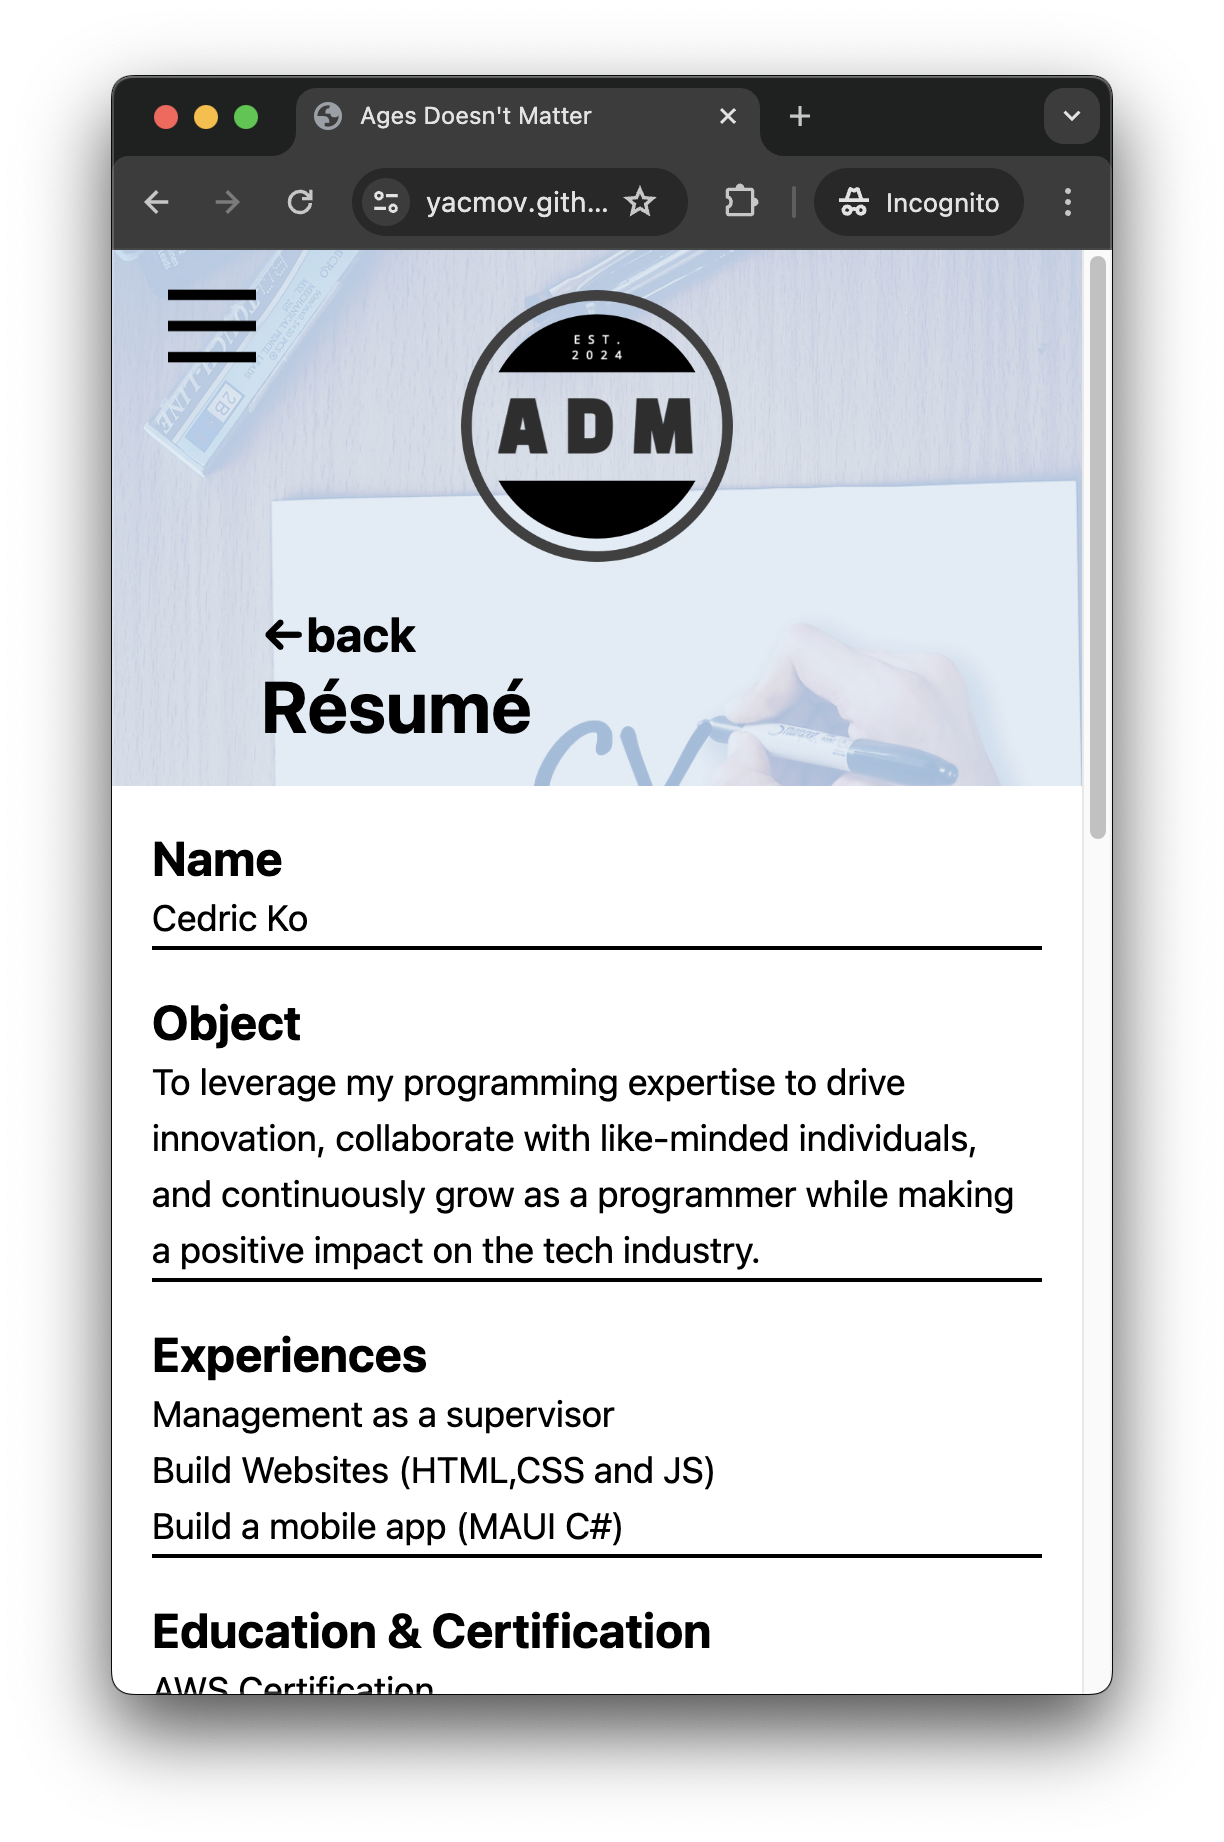 Ages Doesn't Matter
yacmov.gith...
Incognito
EST.
2024
ADM
2B
←back
Résumé
CV
Name
Cedric Ko
Object
To leverage my programming expertise to drive
innovation, collaborate with like-minded individuals,
and continuously grow as a programmer while making
a positive impact on the tech industry.
Experiences
Management as a supervisor
Build Websites (HTML,CSS and JS)
Build a mobile app (MAUI C#)
Education & Certification
AWS Certification